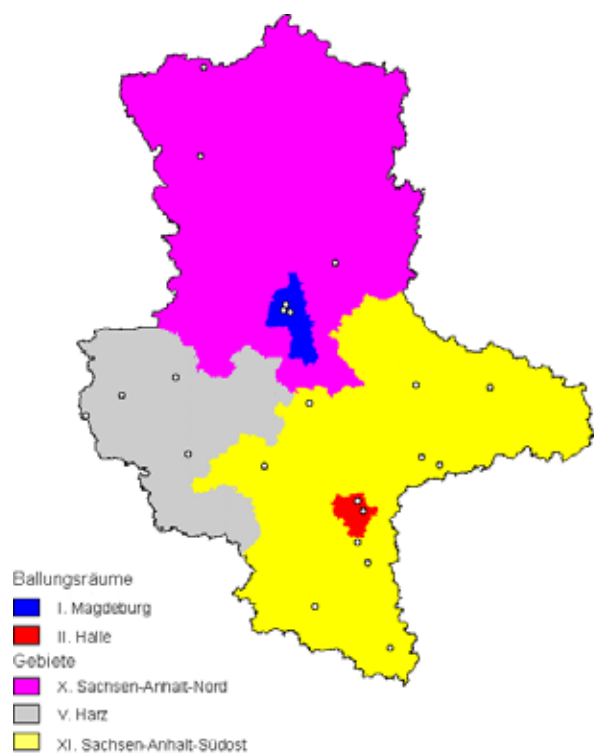 Ballungsräume
I. Magdeburg
II. Halle
Gebiete
X. Sachsen-Anhalt-Nord
V. Harz
XI. Sachsen-Anhalt-Südost